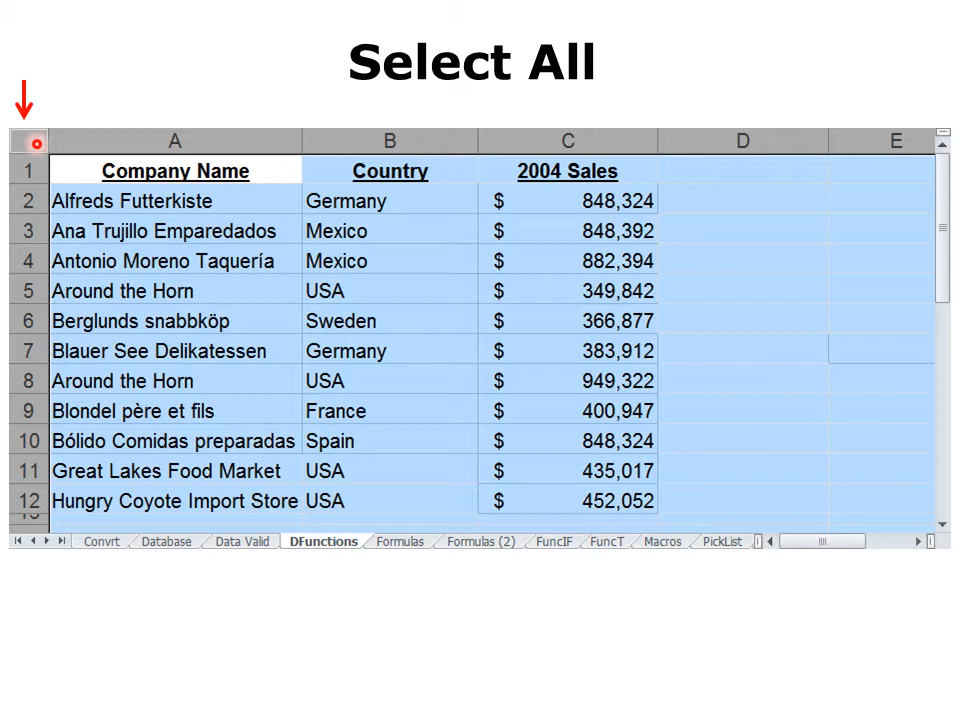 Select All
A B C D E
1 Company Name Country 2004 Sales
2 Alfreds Futterkiste Germany $ 848,324
3 Ana Trujillo Emparedados Mexico $ 848,392
4 Antonio Moreno Taquería Mexico $ 882,394
5 Around the Horn USA $ 349,842
6 Berglunds snabbköp Sweden $ 366,877
7 Blauer See Delikatessen Germany $ 383,912
8 Around the Horn USA $ 949,322
9 Blondel père et fils France $ 400,947
10 Bólido Comidas preparadas Spain $ 848,324
11 Great Lakes Food Market USA $ 435,017
12 Hungry Coyote Import Store USA $ 452,052
Convrt Database Data Valid DFunctions Formulas Formulas (2) FuncIF FuncT Macros PickList